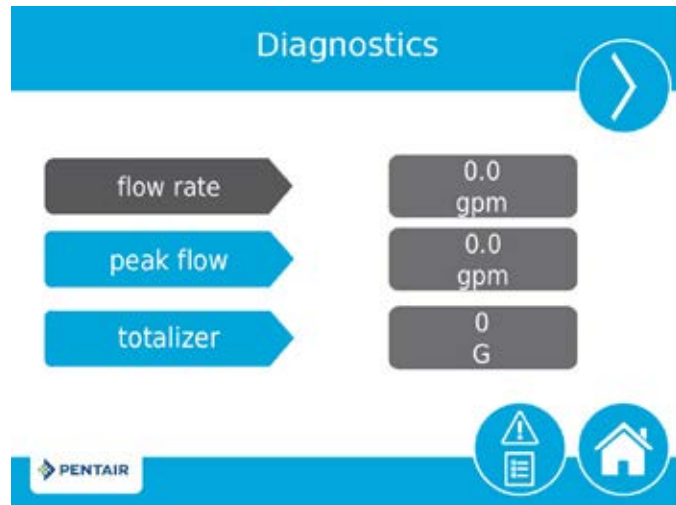 Diagnostics
flow rate
0.0
gpm
peak flow
0.0
gpm
totalizer
0
G
PENTAIR